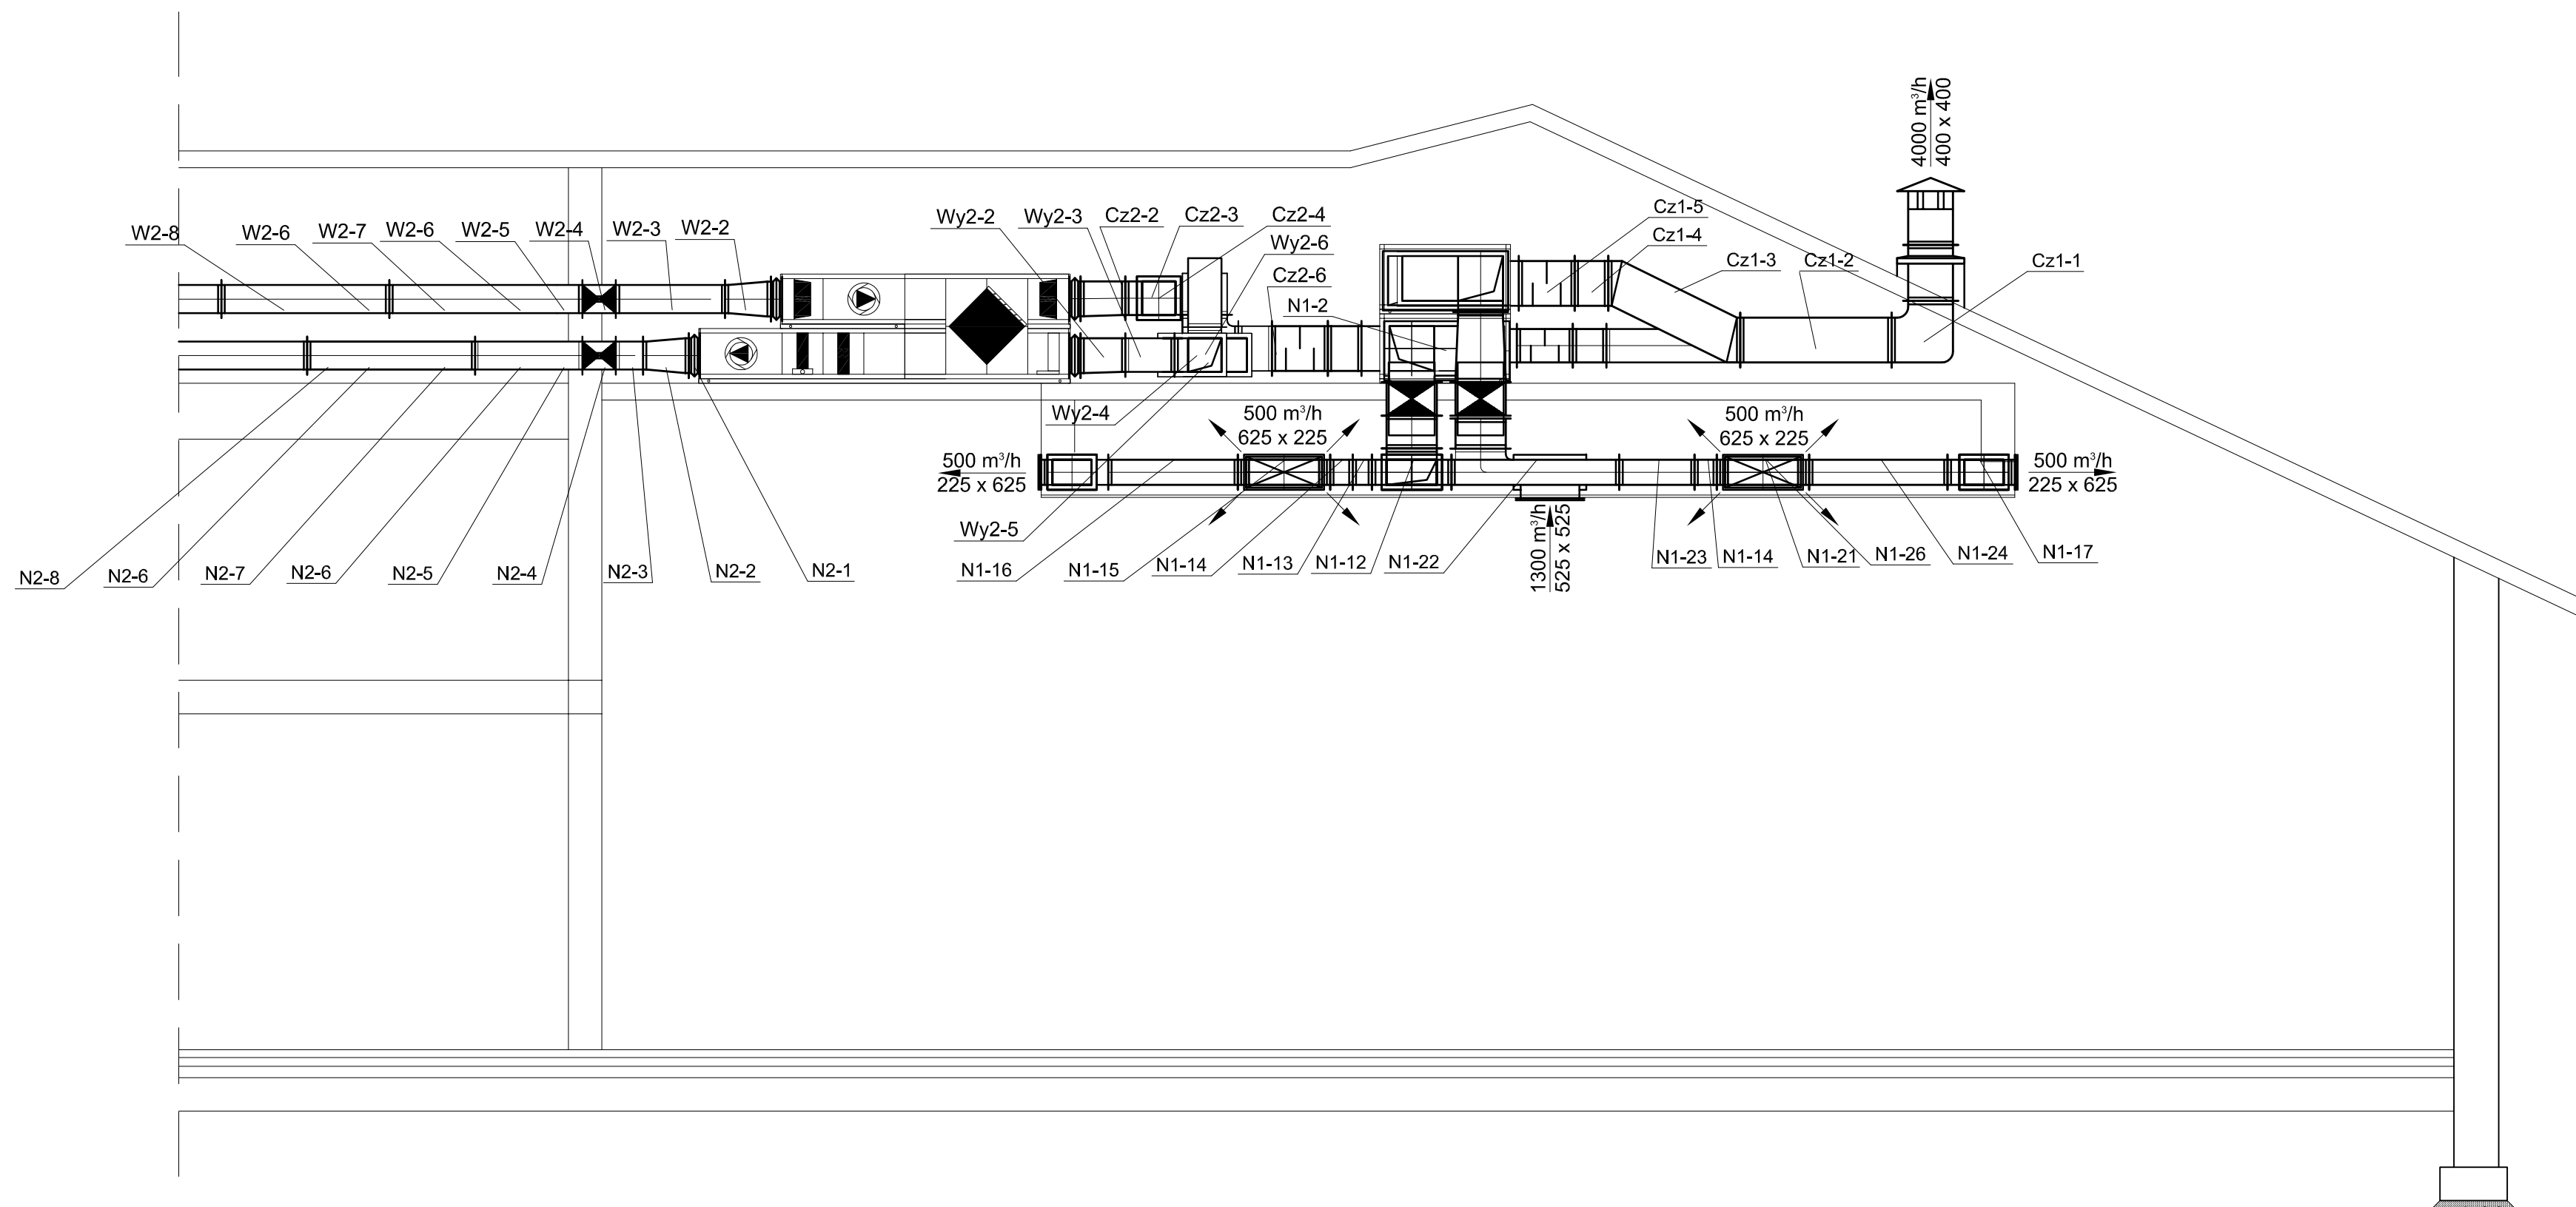 4000 m³/h
400 x 400
W2-8
W2-6
W2-7
W2-6
W2-5
W2-4
W2-3
W2-2
Wy2-2
Wy2-3
Cz2-2
Cz2-3
Cz2-4
Wy2-6
Cz2-6
N1-2
Cz1-5
Cz1-4
Cz1-3
Cz1-2
Cz1-1
Wy2-4
500 m³/h
625 x 225
500 m³/h
625 x 225
500 m³/h
225 x 625
500 m³/h
225 x 625
Wy2-5
1300 m³/h
525 x 525
N2-8
N2-6
N2-7
N2-6
N2-5
N2-4
N2-3
N2-2
N2-1
N1-16
N1-15
N1-14
N1-13
N1-12
N1-22
N1-23
N1-14
N1-21
N1-26
N1-24
N1-17